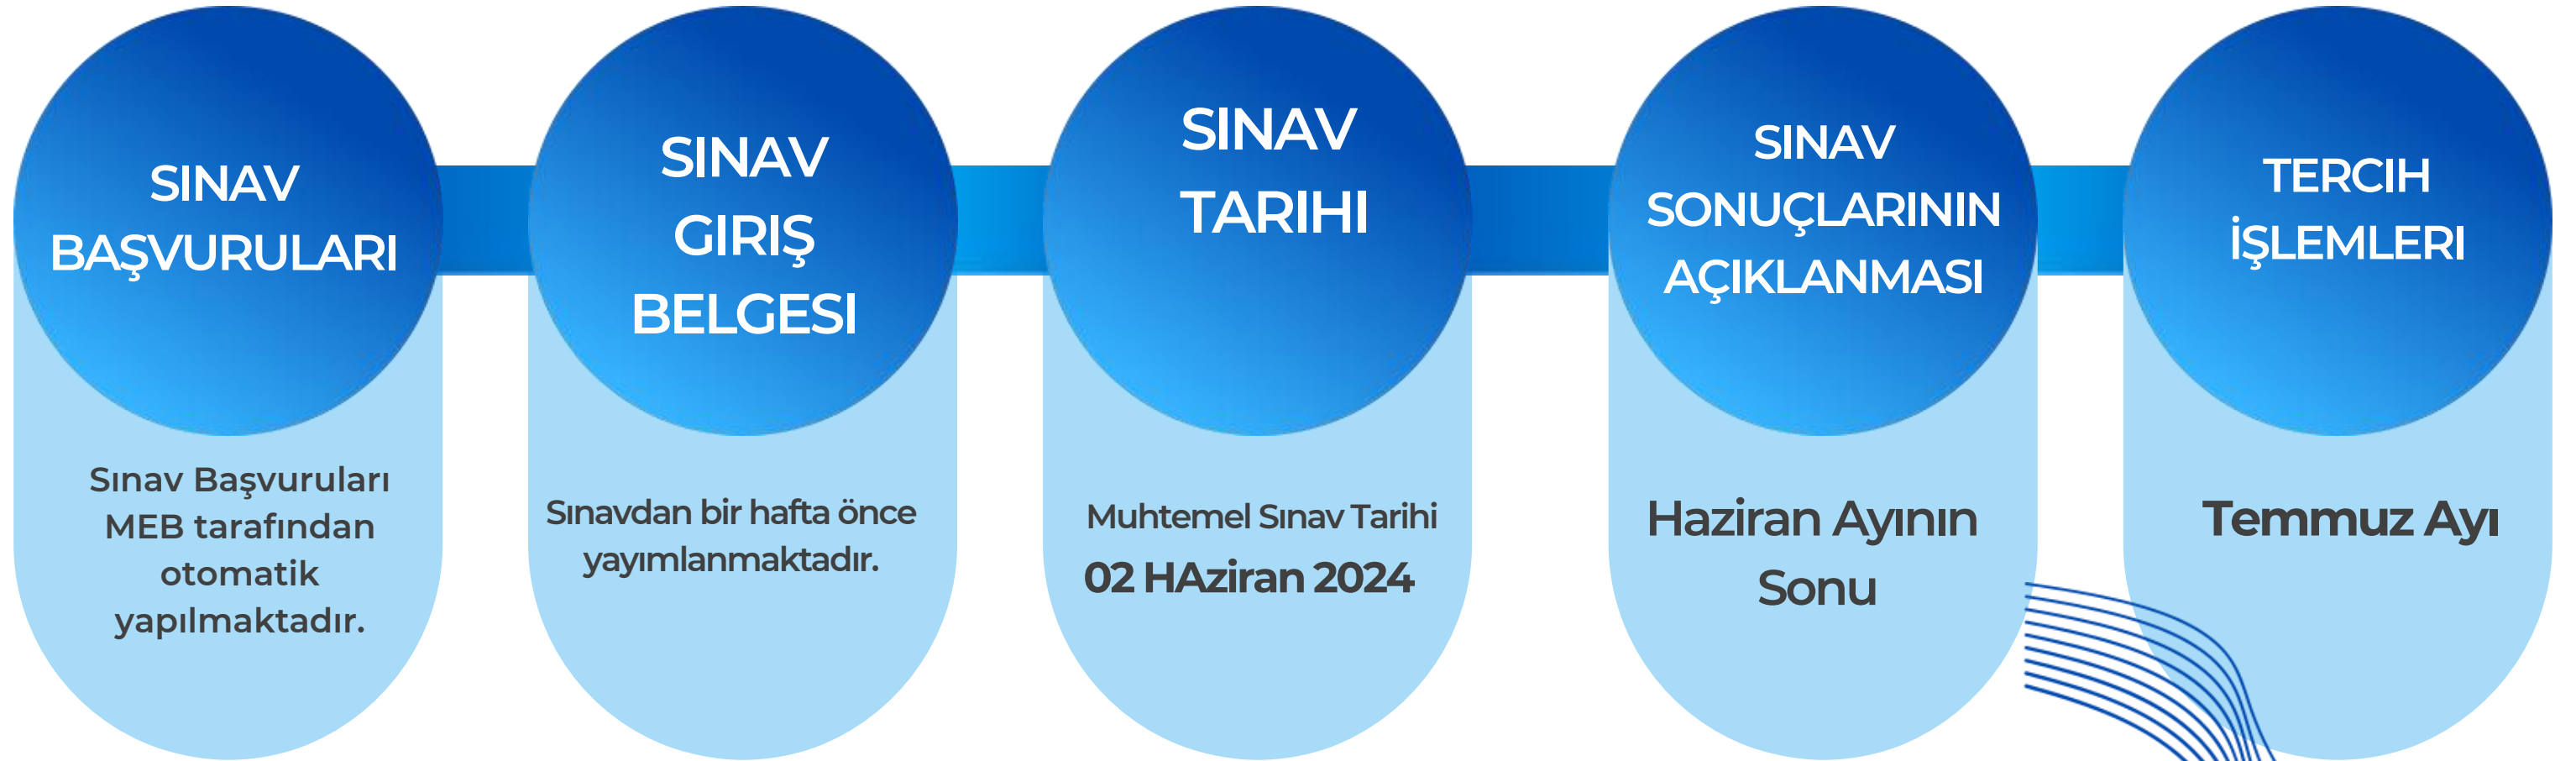 SINAV
BAŞVURULARI
Sınav Başvuruları
MEB tarafından
otomatik
yapılmaktadır.
SINAV
GIRIŞ
BELGESI
Sınavdan bir hafta önce
yayımlanmaktadır.
SINAV
TARIHI
Muhtemel Sınav Tarihi
02 HAziran 2024
SINAV
SONUÇLARININ
AÇIKLANMASI
Haziran Ayının
Sonu
TERCIH
İŞLEMLERI
Temmuz Ayı